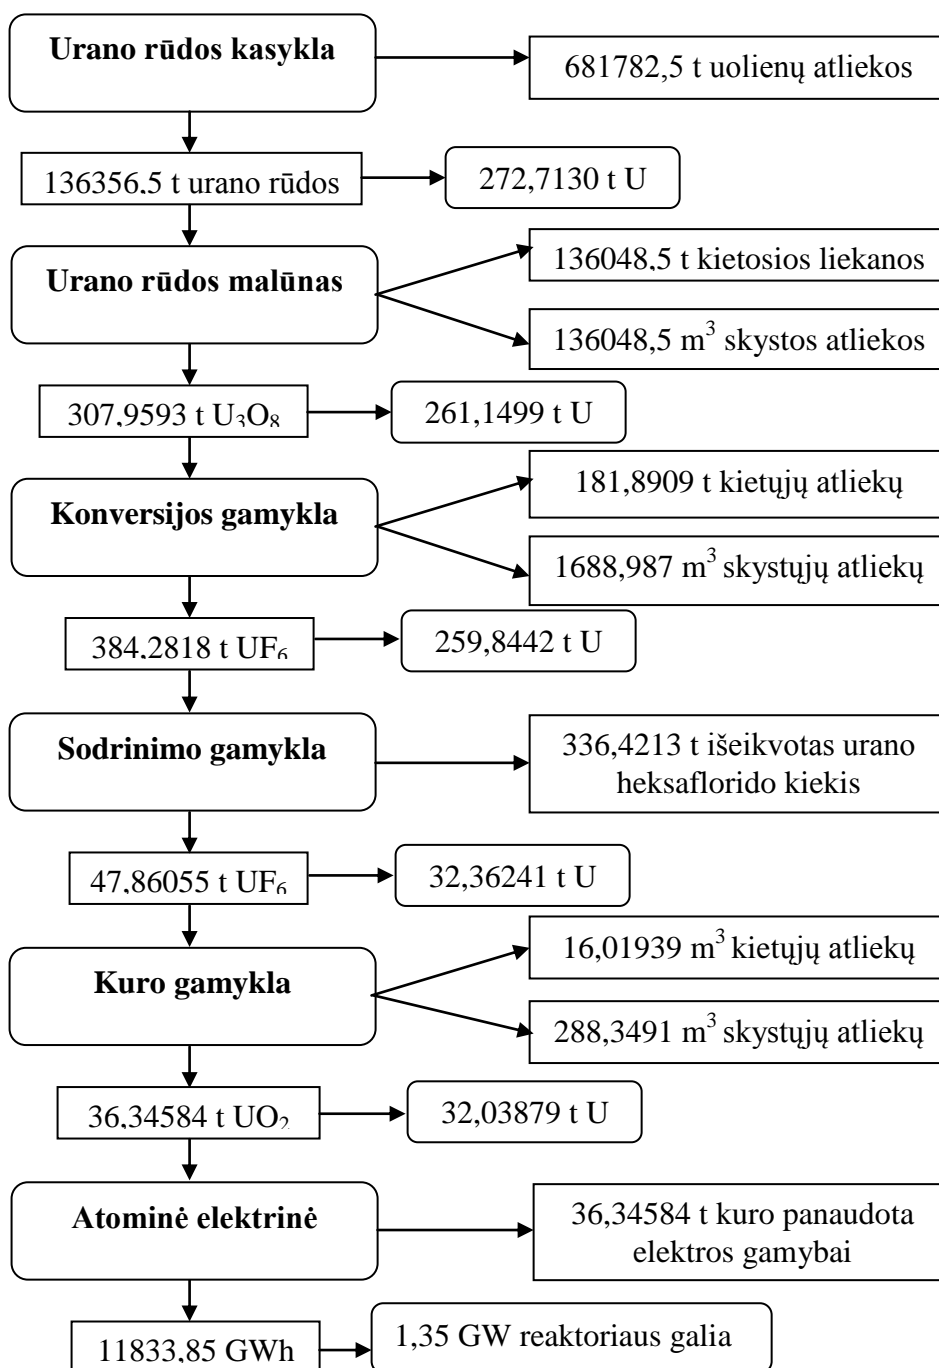 Urano rūdos kasykla
681782,5 t uolienų atliekos
136356,5 t urano rūdos
272,7130 t U
Urano rūdos malūnas
136048,5 t kietosios liekanos
136048,5 m³ skystos atliekos
307,9593 t U₃O₈
261,1499 t U
Konversijos gamykla
181,8909 t kietųjų atliekų
1688,987 m³ skystųjų atliekų
384,2818 t UF₆
259,8442 t U
Sodrinimo gamykla
336,4213 t išeikvotas urano
heksaflorido kiekis
47,86055 t UF₆
32,36241 t U
Kuro gamykla
16,01939 m³ kietųjų atliekų
288,3491 m³ skystųjų atliekų
36,34584 t UO₂
32,03879 t U
Atominė elektrinė
36,34584 t kuro panaudota
elektros gamybai
11833,85 GWh
1,35 GW reaktoriaus galia